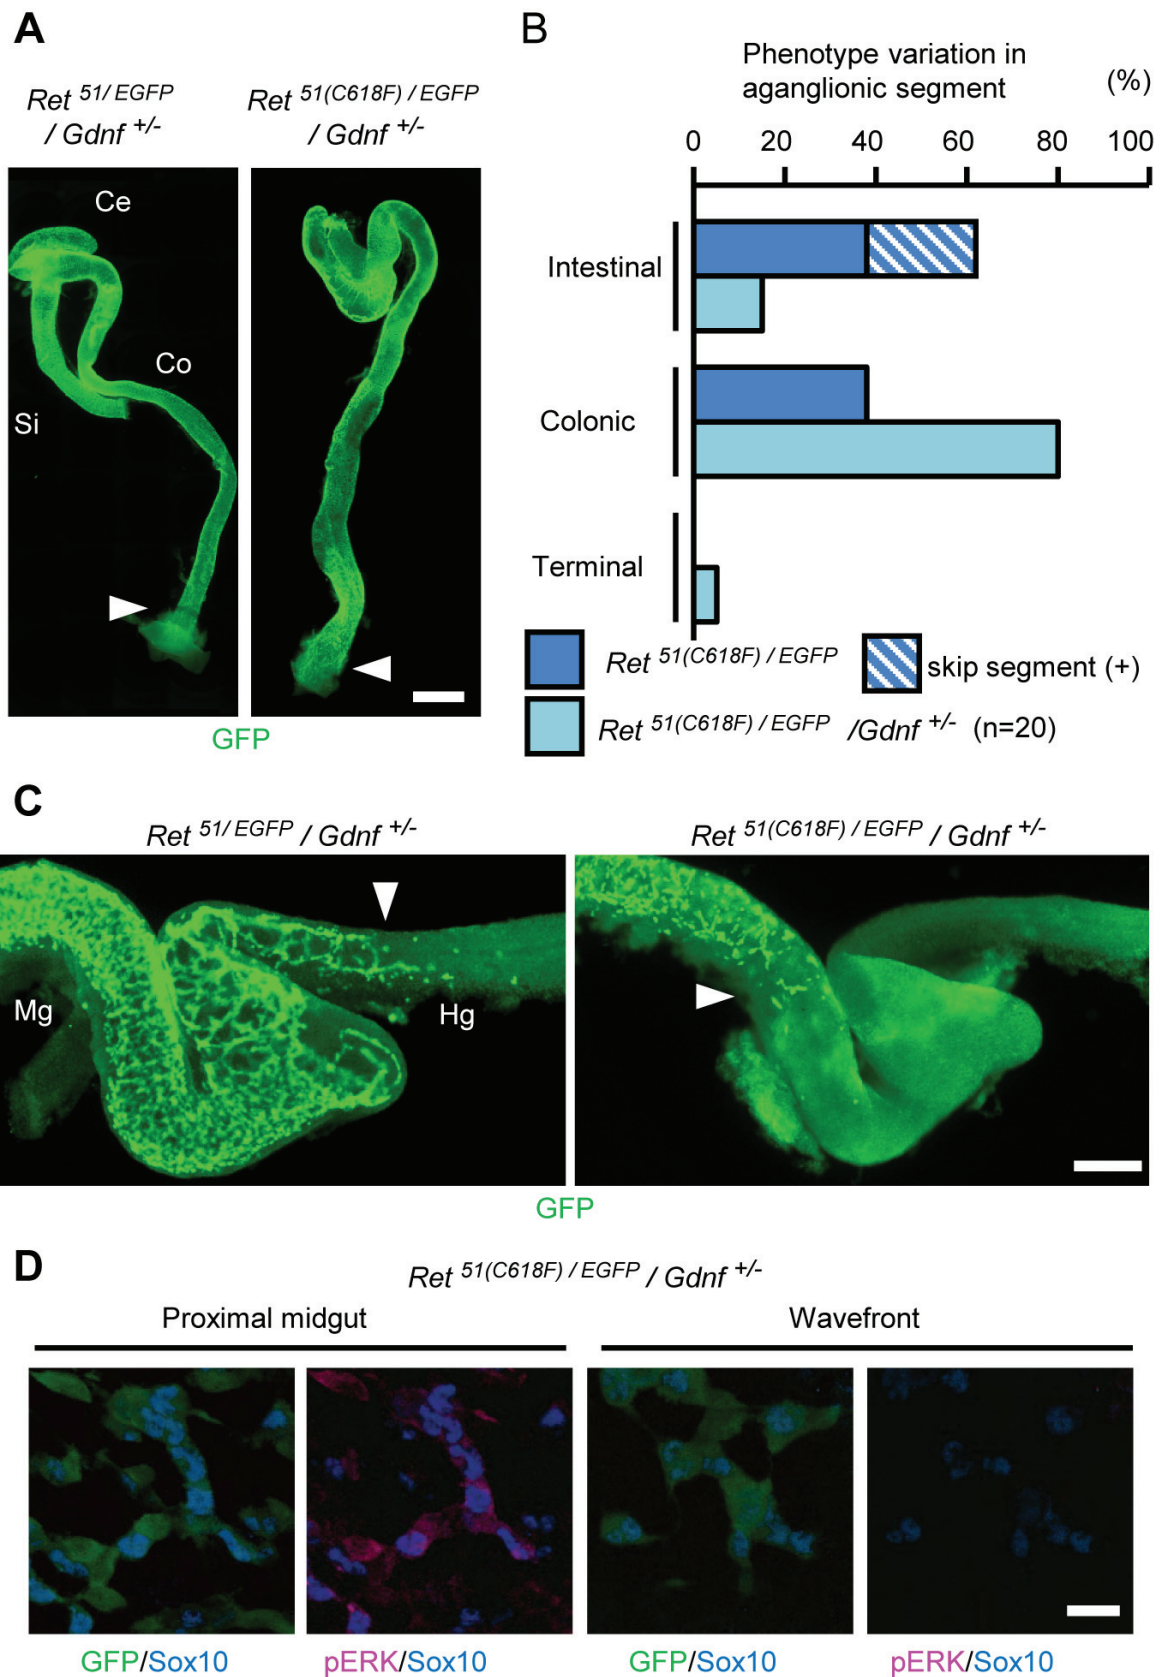 A
Ret 51/ EGFP
/ Gdnf +/-
Ret 51(C618F) / EGFP
/ Gdnf +/-
Ce
Co
Si
GFP
B
Phenotype variation in
aganglionic segment
(%)
0 20 40 60 80 100
Intestinal
Colonic
Terminal
Ret 51(C618F) / EGFP
skip segment (+)
Ret 51(C618F) / EGFP /Gdnf +/- (n=20)
C
Ret 51/ EGFP / Gdnf +/-
Ret 51(C618F) / EGFP / Gdnf +/-
Mg
Hg
GFP
D
Ret 51(C618F) / EGFP / Gdnf +/-
Proximal midgut
Wavefront
GFP/Sox10
pERK/Sox10
GFP/Sox10
pERK/Sox10